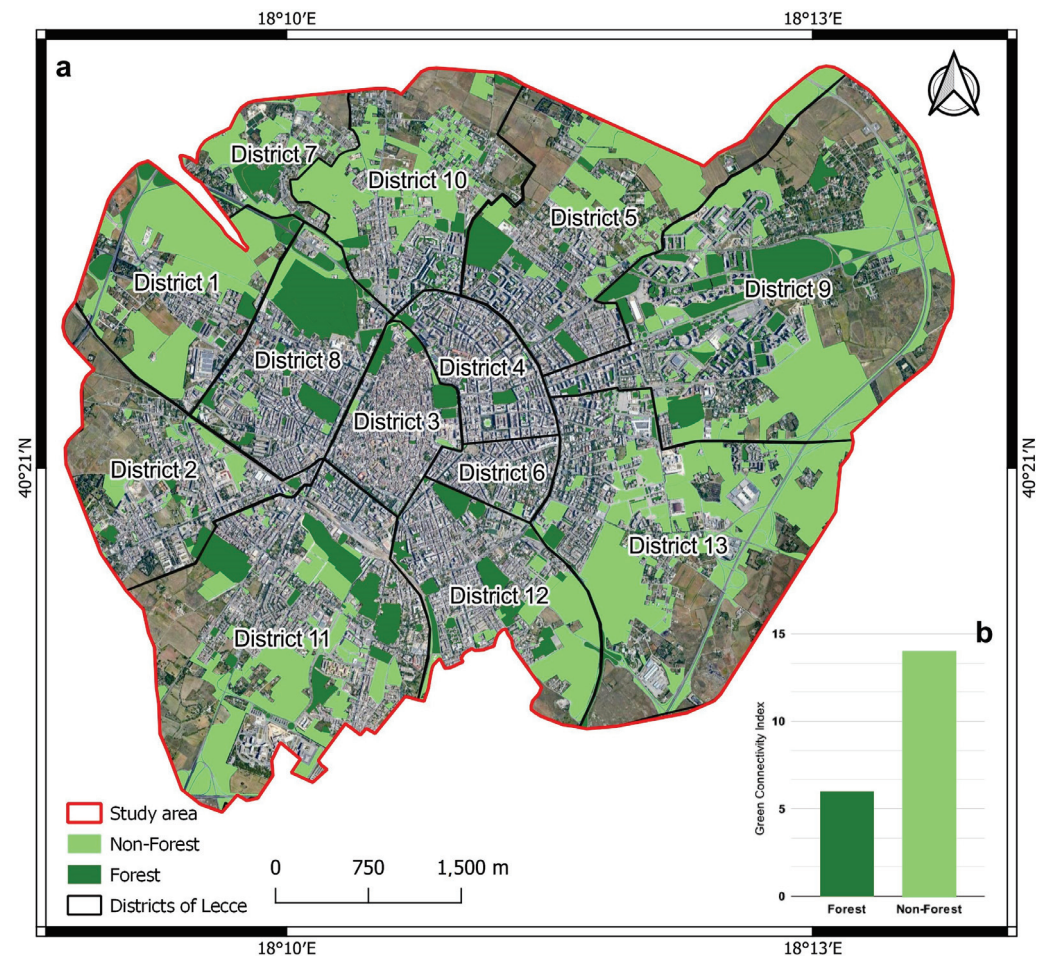 18°10′E
18°13′E
a
District 7
District 10
District 5
District 1
District 9
District 8
District 4
District 3
40°21′N
40°21′N
District 2
District 6
District 13
District 12
District 11
b
15
10
5
0
Green Connectivity Index
Forest
Non-Forest
Study area
Non-Forest
Forest
Districts of Lecce
0
750
1,500 m
18°10′E
18°13′E